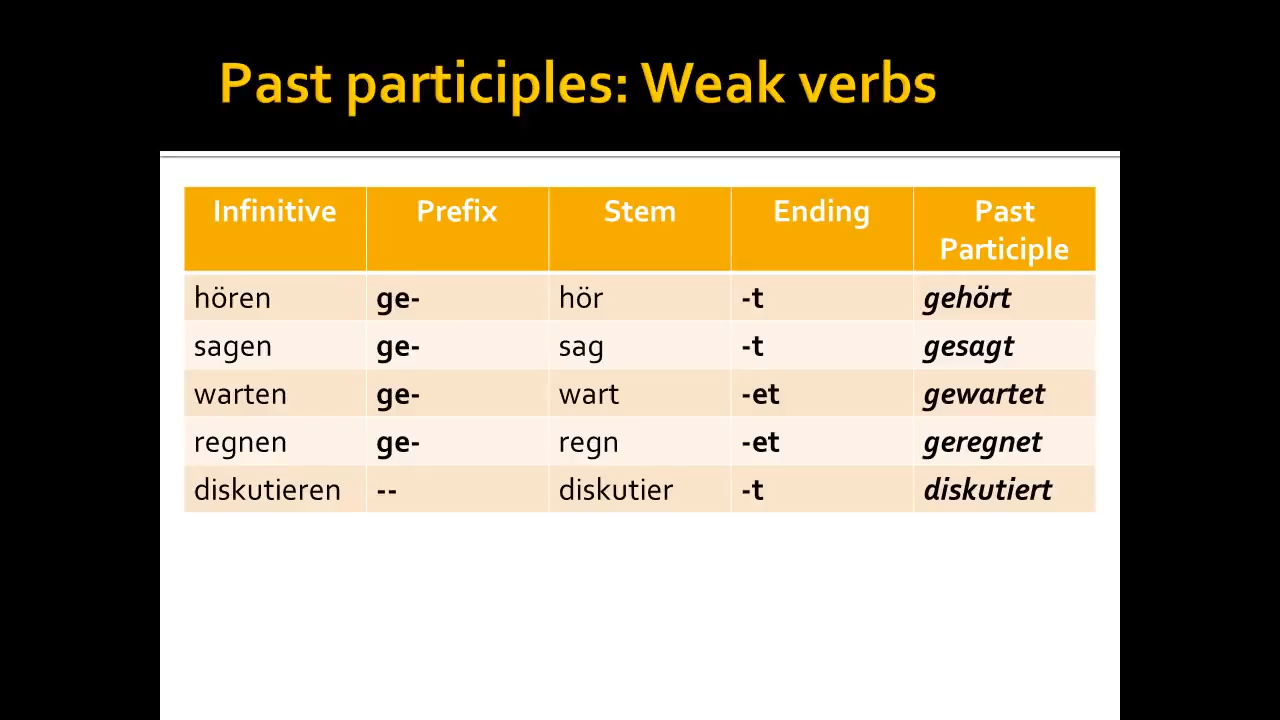 Past participles: Weak verbs
Infinitive Prefix Stem Ending Past Participle
hören ge- hör -t gehört
sagen ge- sag -t gesagt
warten ge- wart -et gewartet
regnen ge- regn -et geregnet
diskutieren -- diskutier -t diskutiert